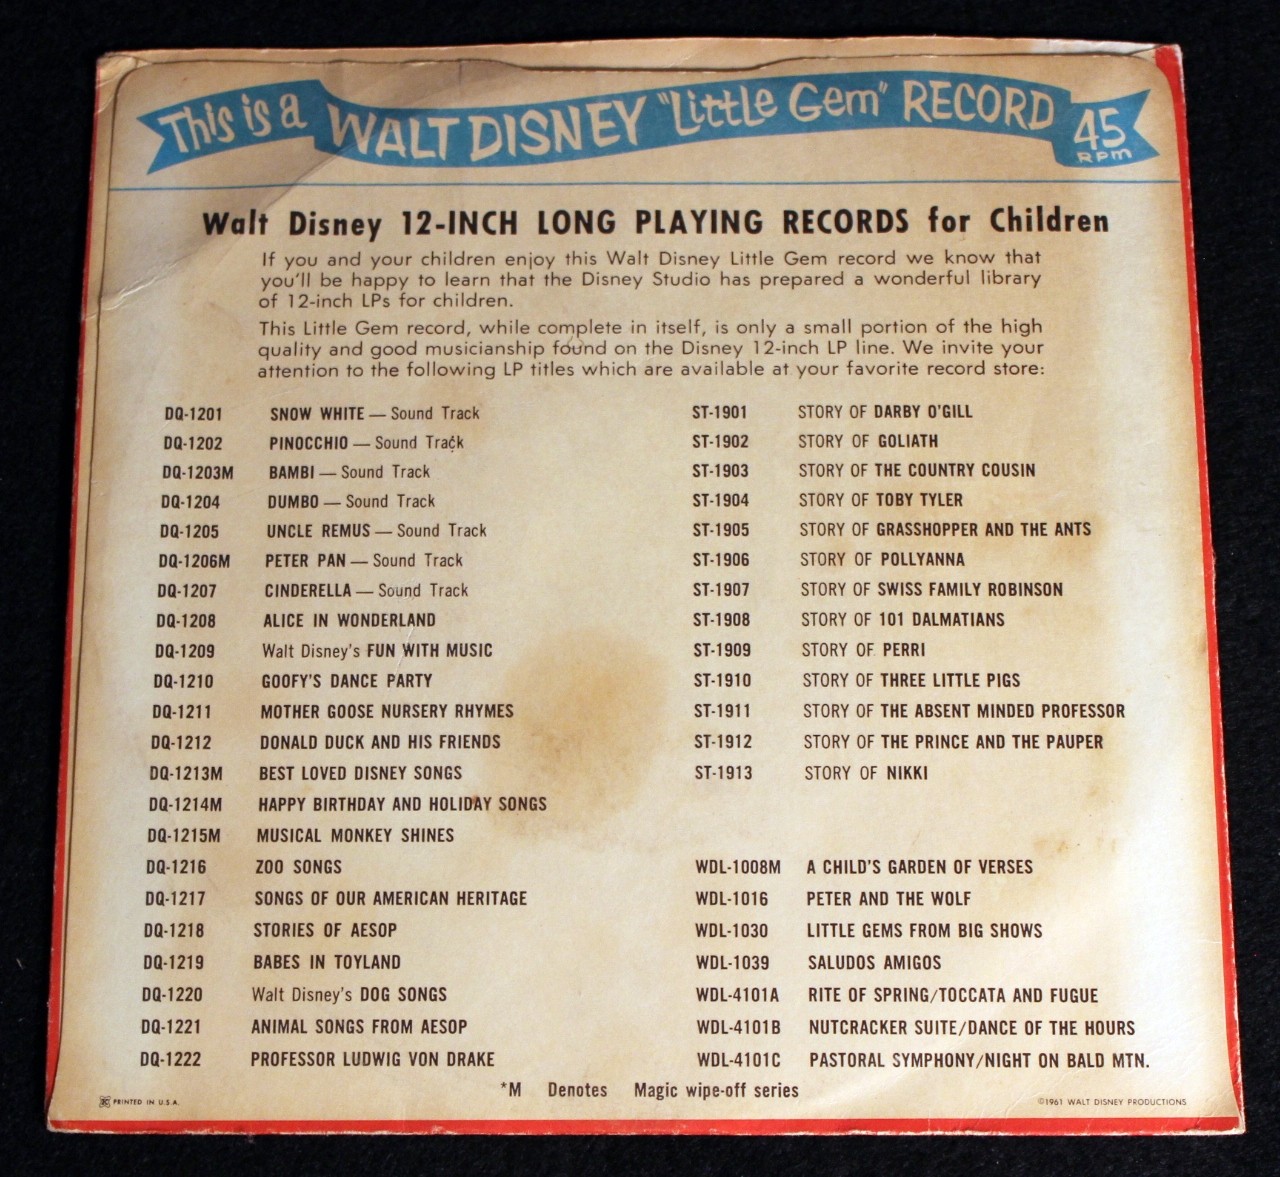 This is a WALT DISNEY "Little Gem" RECORD 45 RPM
Walt Disney 12-INCH LONG PLAYING RECORDS for Children
If you and your children enjoy this Walt Disney Little Gem record we know that
you'll be happy to learn that the Disney Studio has prepared a wonderful library
of 12-inch LPs for children.
This Little Gem record, while complete in itself, is only a small portion of the high
quality and good musicianship found on the Disney 12-inch LP line. We invite your
attention to the following LP titles which are available at your favorite record store:
DQ-1201 SNOW WHITE — Sound Track
DQ-1202 PINOCCHIO — Sound Track
DQ-1203M BAMBI — Sound Track
DQ-1204 DUMBO — Sound Track
DQ-1205 UNCLE REMUS — Sound Track
DQ-1206M PETER PAN — Sound Track
DQ-1207 CINDERELLA — Sound Track
DQ-1208 ALICE IN WONDERLAND
DQ-1209 Walt Disney's FUN WITH MUSIC
DQ-1210 GOOFY'S DANCE PARTY
DQ-1211 MOTHER GOOSE NURSERY RHYMES
DQ-1212 DONALD DUCK AND HIS FRIENDS
DQ-1213M BEST LOVED DISNEY SONGS
DQ-1214M HAPPY BIRTHDAY AND HOLIDAY SONGS
DQ-1215M MUSICAL MONKEY SHINES
DQ-1216 ZOO SONGS
DQ-1217 SONGS OF OUR AMERICAN HERITAGE
DQ-1218 STORIES OF AESOP
DQ-1219 BABES IN TOYLAND
DQ-1220 Walt Disney's DOG SONGS
DQ-1221 ANIMAL SONGS FROM AESOP
DQ-1222 PROFESSOR LUDWIG VON DRAKE
ST-1901 STORY OF DARBY O'GILL
ST-1902 STORY OF GOLIATH
ST-1903 STORY OF THE COUNTRY COUSIN
ST-1904 STORY OF TOBY TYLER
ST-1905 STORY OF GRASSHOPPER AND THE ANTS
ST-1906 STORY OF POLLYANNA
ST-1907 STORY OF SWISS FAMILY ROBINSON
ST-1908 STORY OF 101 DALMATIANS
ST-1909 STORY OF PERRI
ST-1910 STORY OF THREE LITTLE PIGS
ST-1911 STORY OF THE ABSENT MINDED PROFESSOR
ST-1912 STORY OF THE PRINCE AND THE PAUPER
ST-1913 STORY OF NIKKI
WDL-1008M A CHILD'S GARDEN OF VERSES
WDL-1016 PETER AND THE WOLF
WDL-1030 LITTLE GEMS FROM BIG SHOWS
WDL-1039 SALUDOS AMIGOS
WDL-4101A RITE OF SPRING/TOCCATA AND FUGUE
WDL-4101B NUTCRACKER SUITE/DANCE OF THE HOURS
WDL-4101C PASTORAL SYMPHONY/NIGHT ON BALD MTN.
*M Denotes Magic wipe-off series
PRINTED IN U.S.A.
©1961 WALT DISNEY PRODUCTIONS